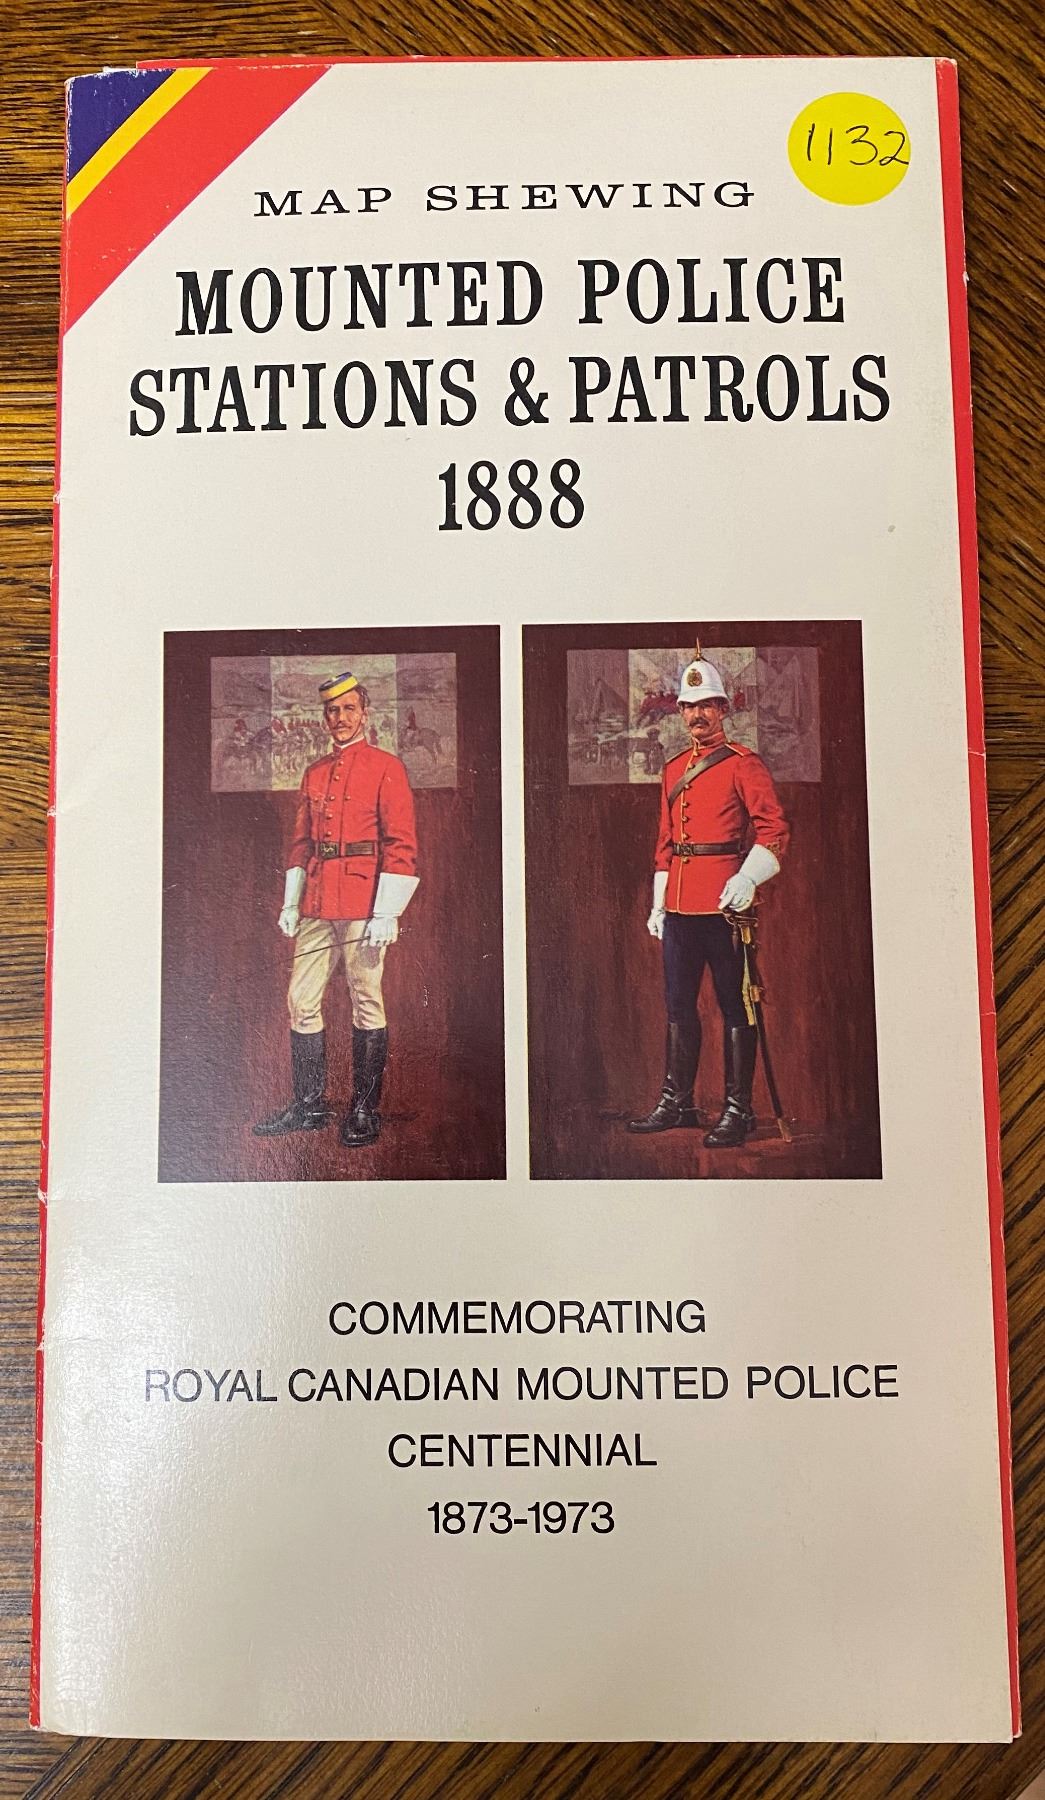 1132
MAP SHEWING
MOUNTED POLICE
STATIONS & PATROLS
1888
COMMEMORATING
ROYAL CANADIAN MOUNTED POLICE
CENTENNIAL
1873-1973